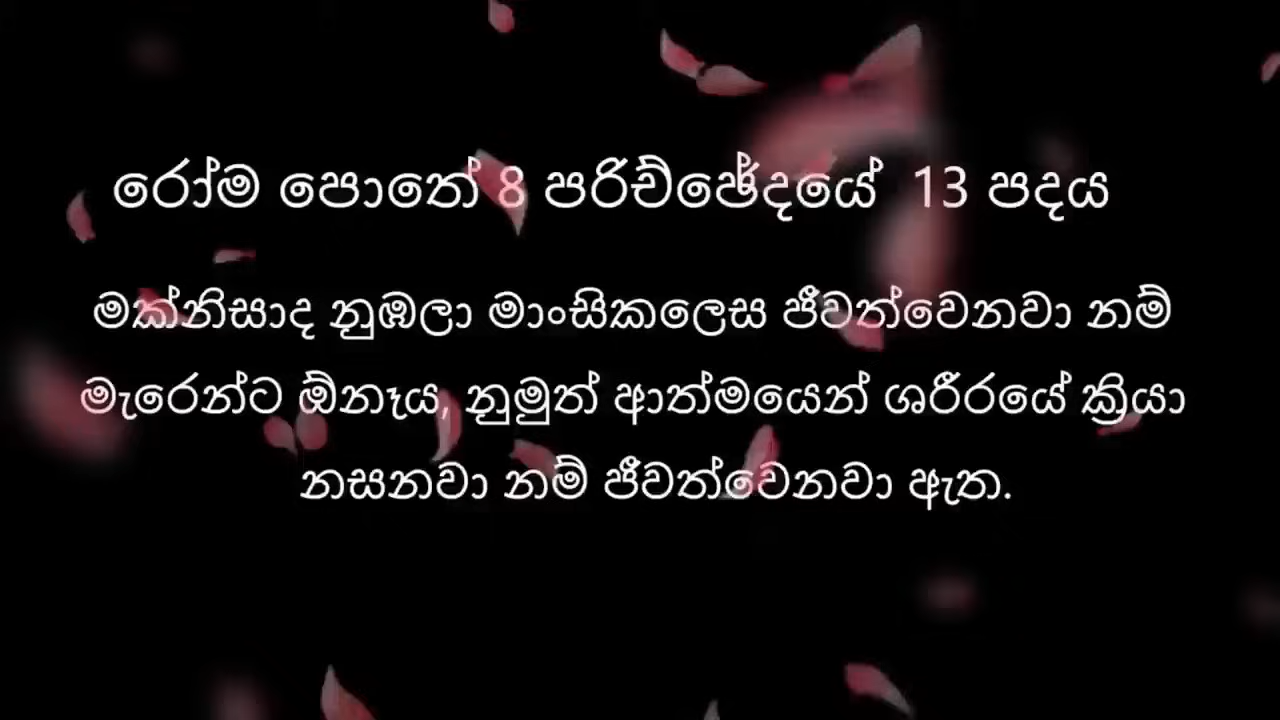 රෝම පොතේ 8 පරිච්ඡේදයේ 13 පදය
මක්නිසාද නුඹලා මාංසිකලෙස ජීවත්වෙනවා නම්
මැරෙන්ට ඕනෑය, නුමුත් ආත්මයෙන් ශරීරයේ ක්‍රියා
නසනවා නම් ජීවත්වෙනවා ඇත.